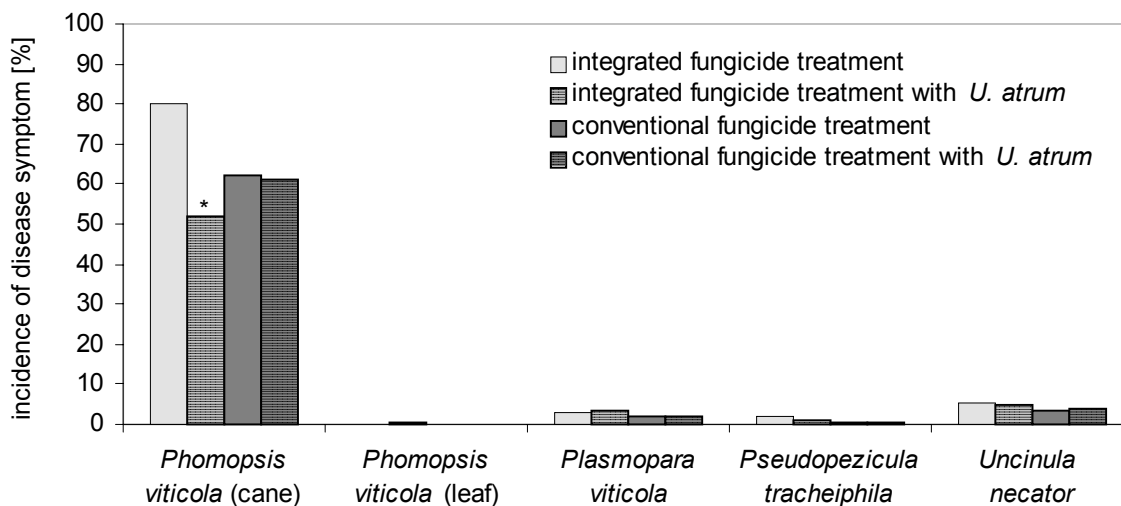 incidence of disease symptom [%]
100
90
80
70
60
50
40
30
20
10
0
integrated fungicide treatment
integrated fungicide treatment with U. atrum
conventional fungicide treatment
conventional fungicide treatment with U. atrum
*
Phomopsis
viticola (cane)
Phomopsis
viticola (leaf)
Plasmopara
viticola
Pseudopezicula
tracheiphila
Uncinula
necator